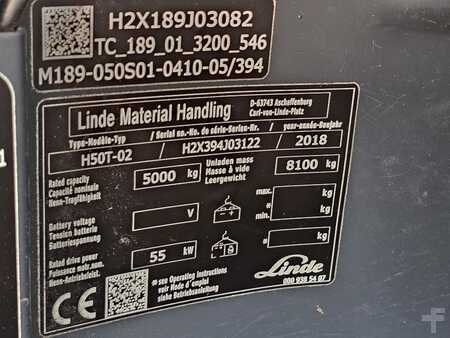 H2X189J03082
TC_189_01_3200_546
M189-050S01-0410-05/394
Linde Material Handling
D-63743 Aschaffenburg
Carl-von-Linde-Platz
Type-Modèle-Typ / Serial no.-No. de série-Serien-Nr. / year-année-Baujahr
H50T-02 / H2X394J03122 / 2018
Rated capacity
Capacité nominale
Nenn-Tragfähigkeit
5000 kg
Unladen mass
Masse à vide
Leergewicht
8100 kg
Battery voltage
Tension batterie
Batteriespannung
V
- +
max.
kg
*
min.
kg
Rated drive power
Puissance motr.nom.
Nenn-Antriebsleist.
55 kW
*
kg
CE
see Operating instructions
voir Mode d'emploi
siehe Betriebsanleitung
Linde
000 938 54 07
1